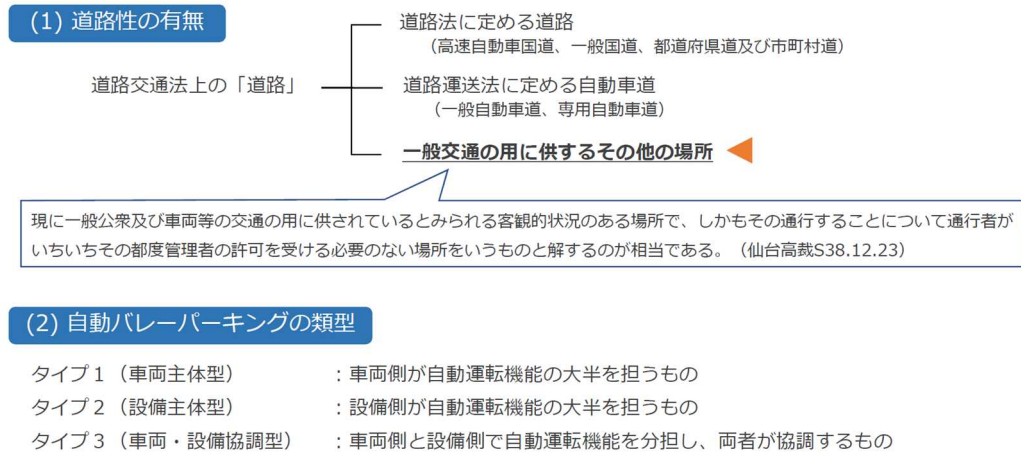 (1) 道路性の有無
道路法に定める道路
（高速自動車国道、一般国道、都道府県道及び市町村道）
道路交通法上の「道路」
道路運送法に定める自動車道
（一般自動車道、専用自動車道）
一般交通の用に供するその他の場所
現に一般公衆及び車両等の交通の用に供されているとみられる客観的状況のある場所で、しかもその通行することについて通行者が
いちいちその都度管理者の許可を受ける必要のない場所をいうものと解するのが相当である。（仙台高裁S38.12.23）
(2) 自動バレーパーキングの類型
タイプ１（車両主体型）　：車両側が自動運転機能の大半を担うもの
タイプ２（設備主体型）　：設備側が自動運転機能の大半を担うもの
タイプ３（車両・設備協調型）　：車両側と設備側で自動運転機能を分担し、両者が協調するもの